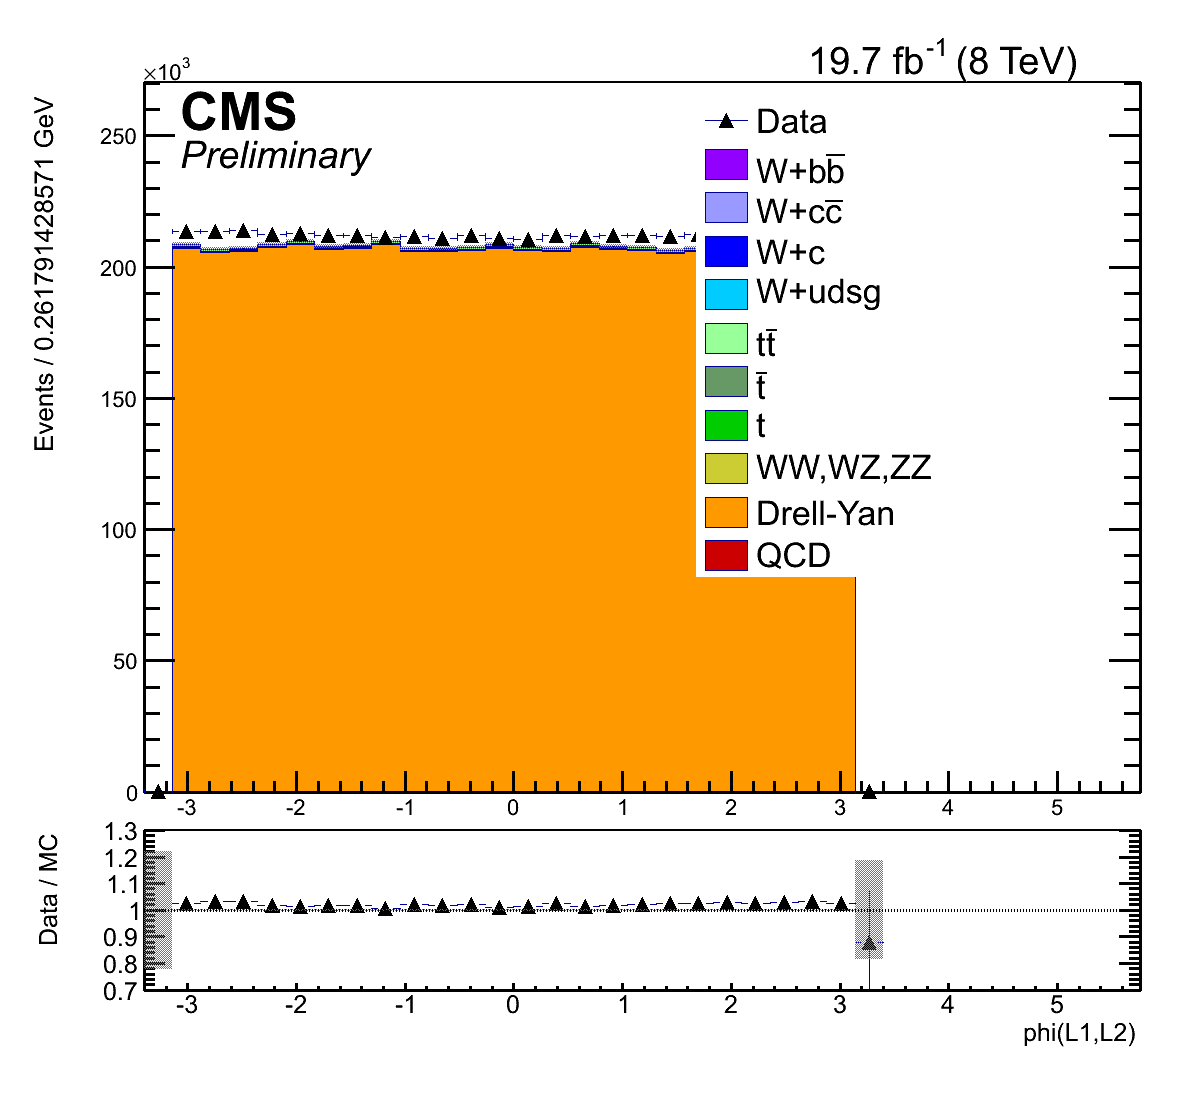 19.7 fb⁻¹ (8 TeV)
×10³
CMS
Preliminary
Events / 0.261791428571 GeV
250
200
150
100
50
0
Data
W+bb̅
W+cc̅
W+c
W+udsg
tt̅
t̅
t
WW,WZ,ZZ
Drell-Yan
QCD
-3 -2 -1 0 1 2 3 4 5
Data / MC
1.3
1.2
1.1
1
0.9
0.8
0.7
-3 -2 -1 0 1 2 3 4 5
phi(L1,L2)